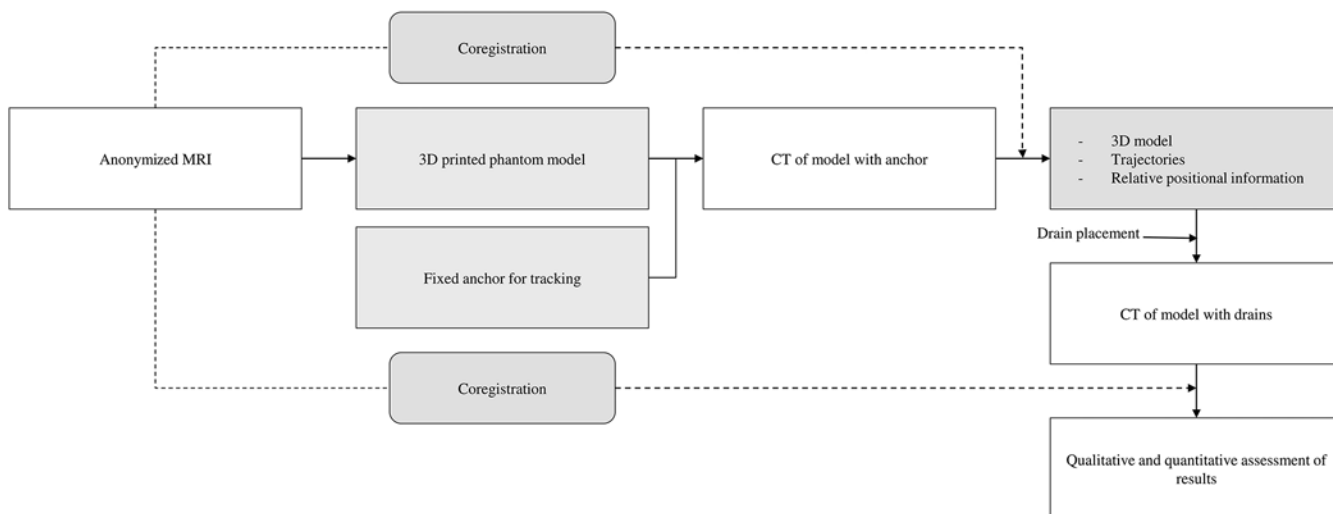 Coregistration
Anonymized MRI
3D printed phantom model
CT of model with anchor
- 3D model
- Trajectories
- Relative positional information
Drain placement
Fixed anchor for tracking
CT of model with drains
Coregistration
Qualitative and quantitative assessment of
results